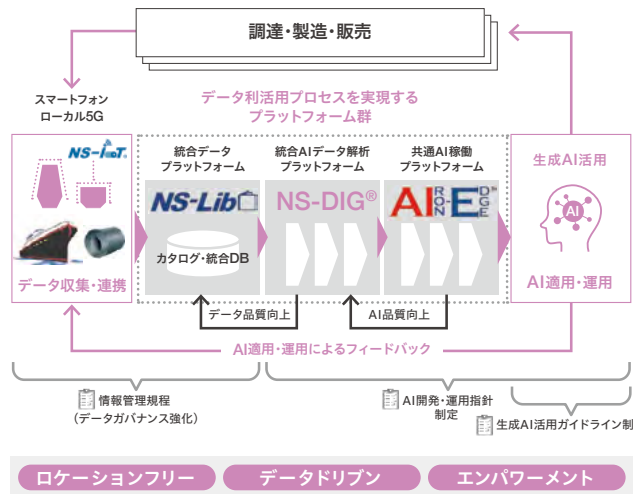 調達・製造・販売
スマートフォン
ローカル5G
データ利活用プロセスを実現する
プラットフォーム群
NS-IoT
データ収集・連携
統合データ
プラットフォーム
NS-Lib
カタログ・統合DB
統合AIデータ解析
プラットフォーム
NS-DIG®
共通AI稼働
プラットフォーム
AIRON-EDGE™
生成AI活用
AI
AI適用・運用
データ品質向上
AI品質向上
AI適用・運用によるフィードバック
情報管理規程
（データガバナンス強化）
AI開発・運用指針
制定
生成AI活用ガイドライン制
ロケーションフリー
データドリブン
エンパワーメント